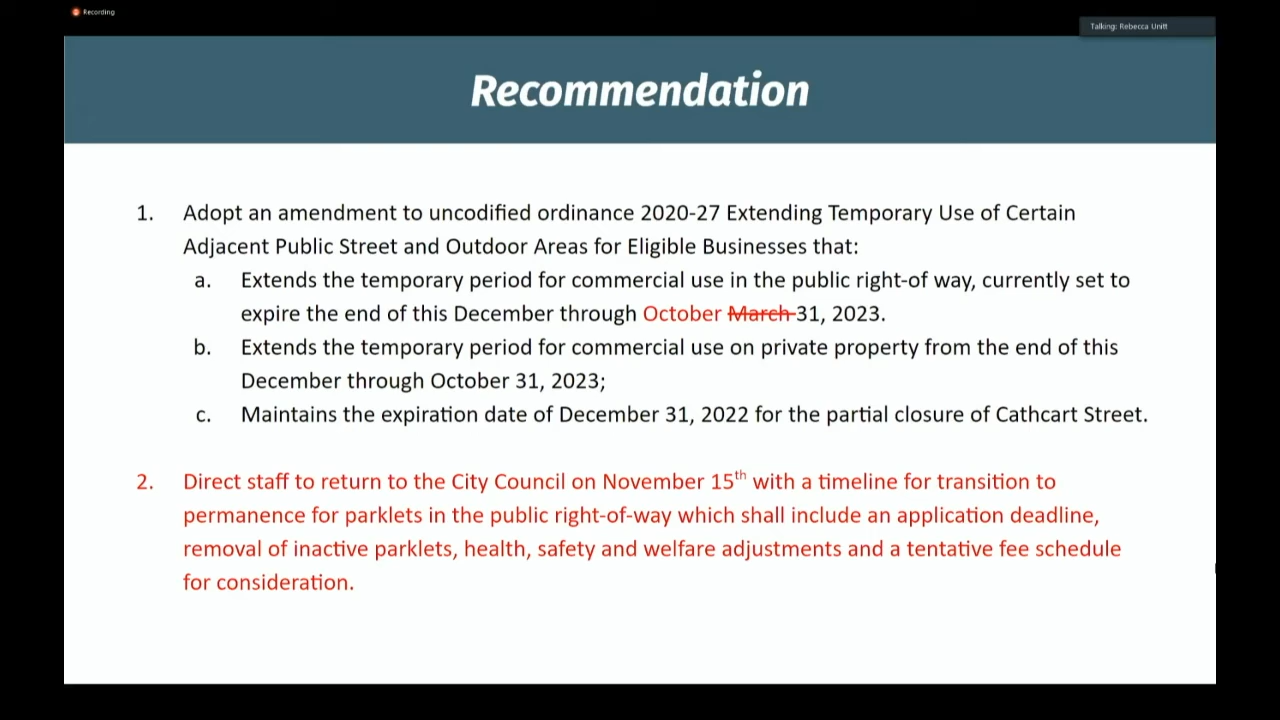 Recording
Talking: Rebecca Unitt
Recommendation
1. Adopt an amendment to uncodified ordinance 2020-27 Extending Temporary Use of Certain
Adjacent Public Street and Outdoor Areas for Eligible Businesses that:
a. Extends the temporary period for commercial use in the public right-of way, currently set to
expire the end of this December through October March 31, 2023.
b. Extends the temporary period for commercial use on private property from the end of this
December through October 31, 2023;
c. Maintains the expiration date of December 31, 2022 for the partial closure of Cathcart Street.
2. Direct staff to return to the City Council on November 15th with a timeline for transition to
permanence for parklets in the public right-of-way which shall include an application deadline,
removal of inactive parklets, health, safety and welfare adjustments and a tentative fee schedule
for consideration.